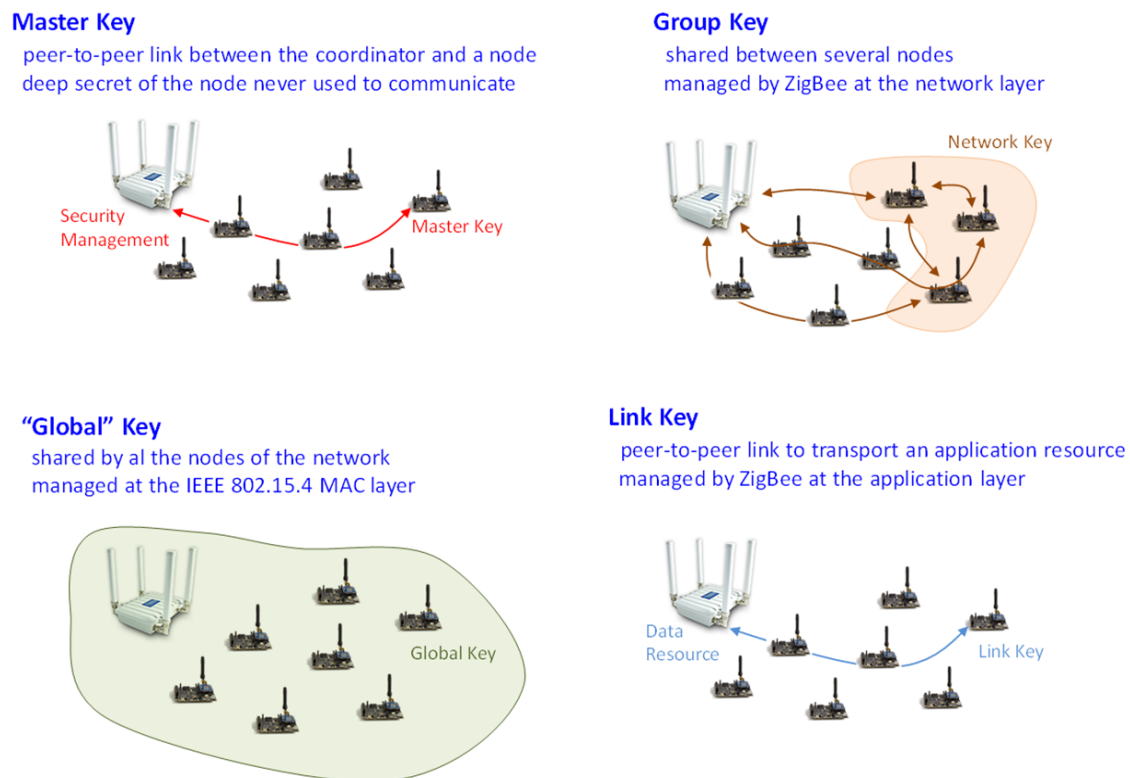 Master Key
peer-to-peer link between the coordinator and a node
deep secret of the node never used to communicate
Security
Management
Master Key
Group Key
shared between several nodes
managed by ZigBee at the network layer
Network Key
“Global” Key
shared by al the nodes of the network
managed at the IEEE 802.15.4 MAC layer
Global Key
Link Key
peer-to-peer link to transport an application resource
managed by ZigBee at the application layer
Data
Resource
Link Key